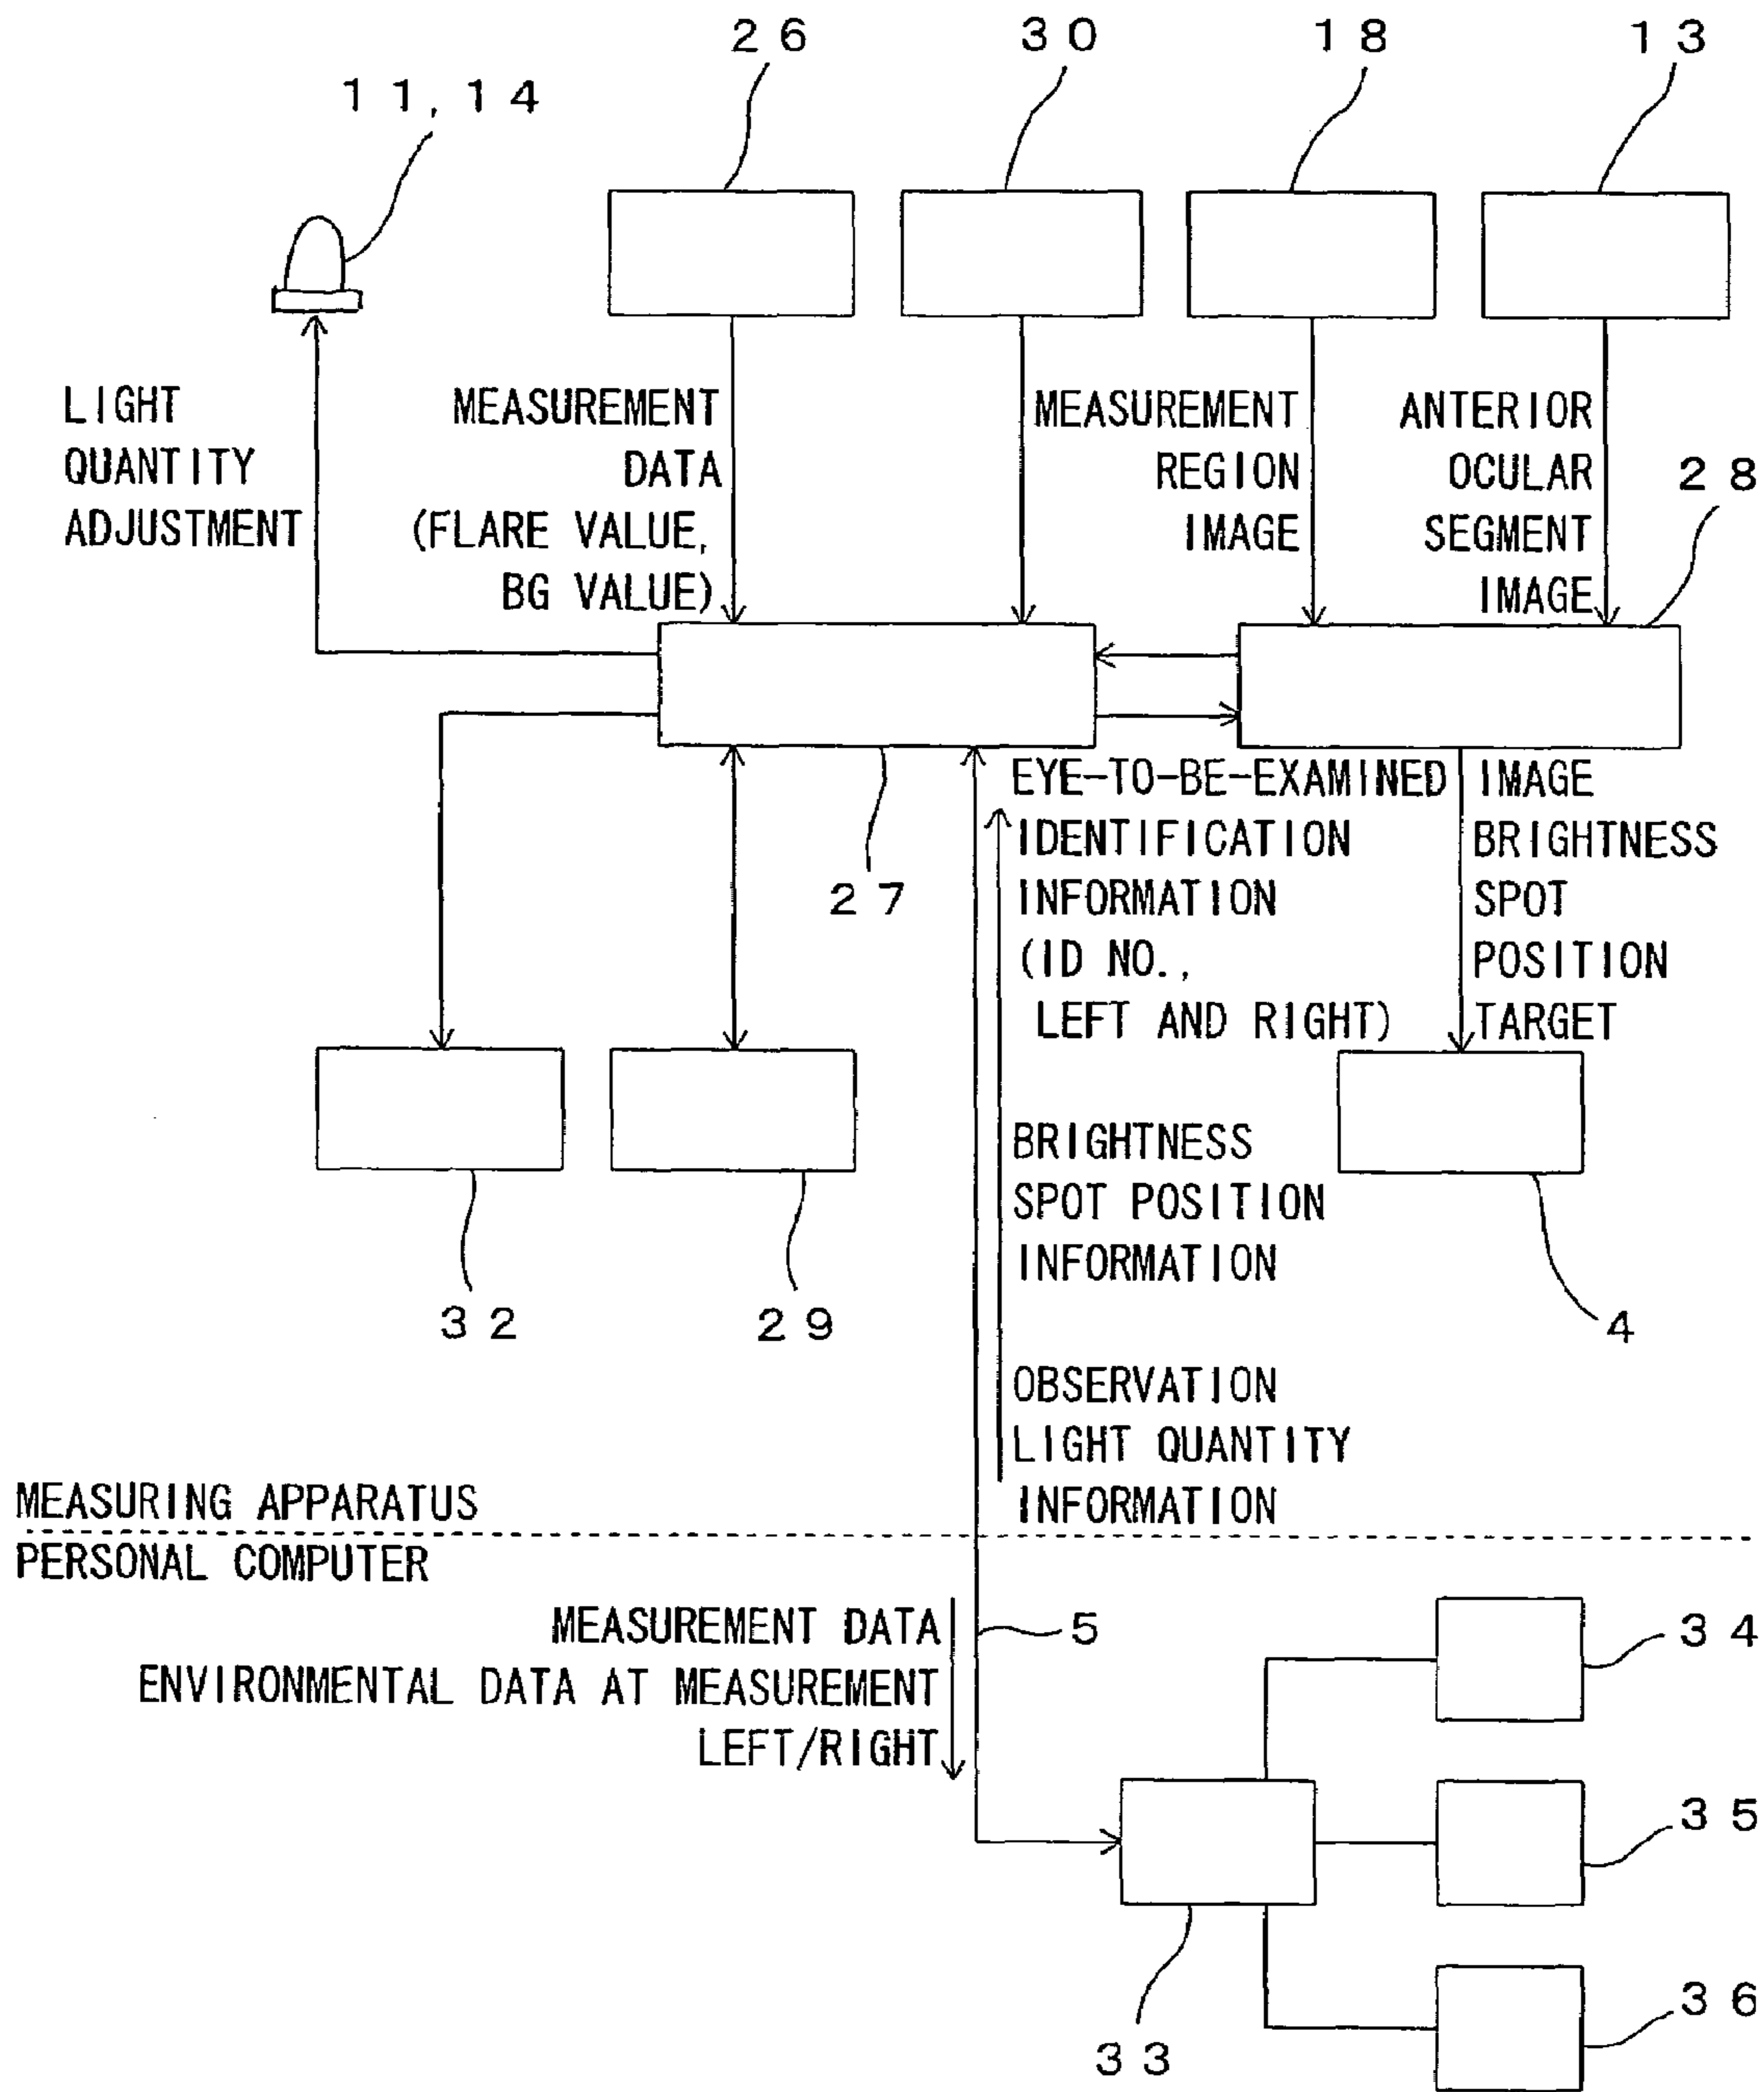 26
30
18
13
11, 14
LIGHT
QUANTITY
ADJUSTMENT
MEASUREMENT
DATA
(FLARE VALUE,
BG VALUE)
MEASUREMENT
REGION
IMAGE
ANTERIOR
OCULAR
SEGMENT
IMAGE
28
27
EYE-TO-BE-EXAMINED
IDENTIFICATION
INFORMATION
(ID NO.,
LEFT AND RIGHT)
IMAGE
BRIGHTNESS
SPOT
POSITION
TARGET
BRIGHTNESS
SPOT POSITION
INFORMATION
32
29
4
OBSERVATION
LIGHT QUANTITY
INFORMATION
MEASURING APPARATUS
PERSONAL COMPUTER
MEASUREMENT DATA
ENVIRONMENTAL DATA AT MEASUREMENT
LEFT/RIGHT
5
34
35
36
33